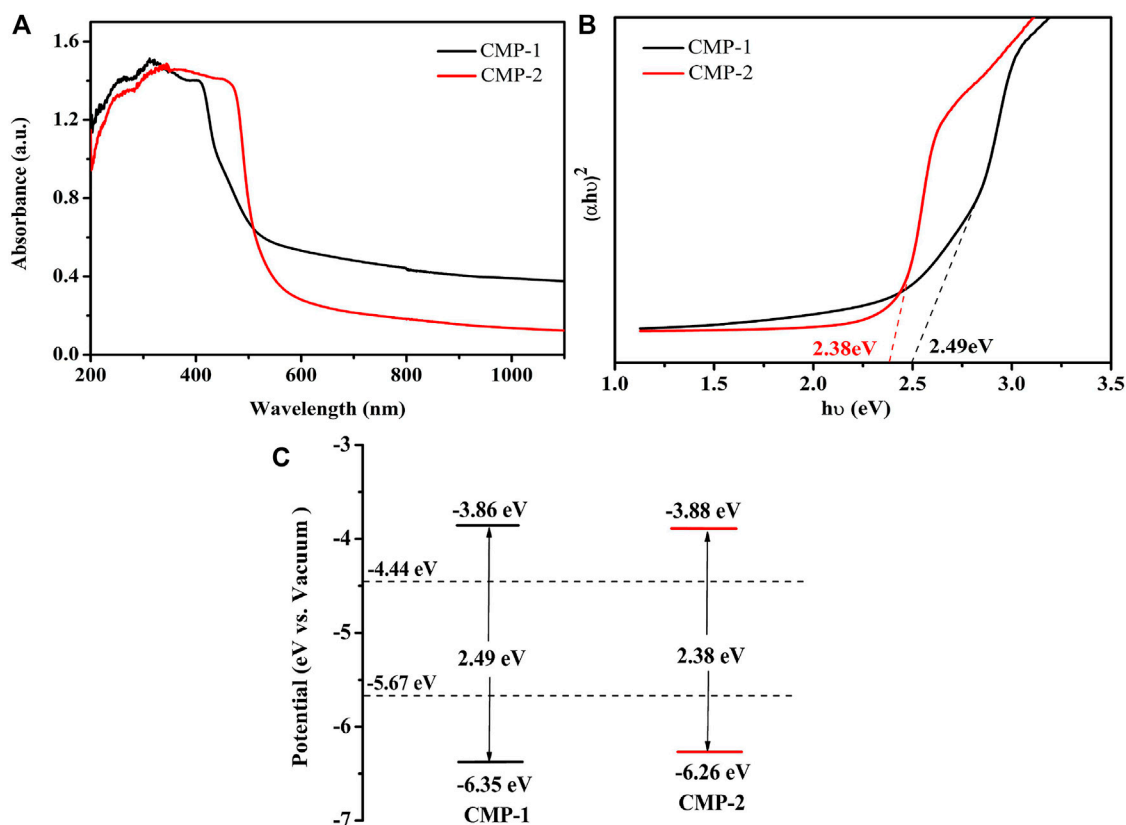 A
1.6
1.2
0.8
0.4
0.0
Absorbance (a.u.)
CMP-1
CMP-2
200
400
600
800
1000
Wavelength (nm)
B
(αhυ)²
CMP-1
CMP-2
2.38eV
2.49eV
1.0
1.5
2.0
2.5
3.0
3.5
hυ (eV)
C
-3
-4
-5
-6
-7
Potential (eV vs. Vacuum )
-3.86 eV
-3.88 eV
-4.44 eV
2.49 eV
2.38 eV
-5.67 eV
-6.35 eV
-6.26 eV
CMP-1
CMP-2